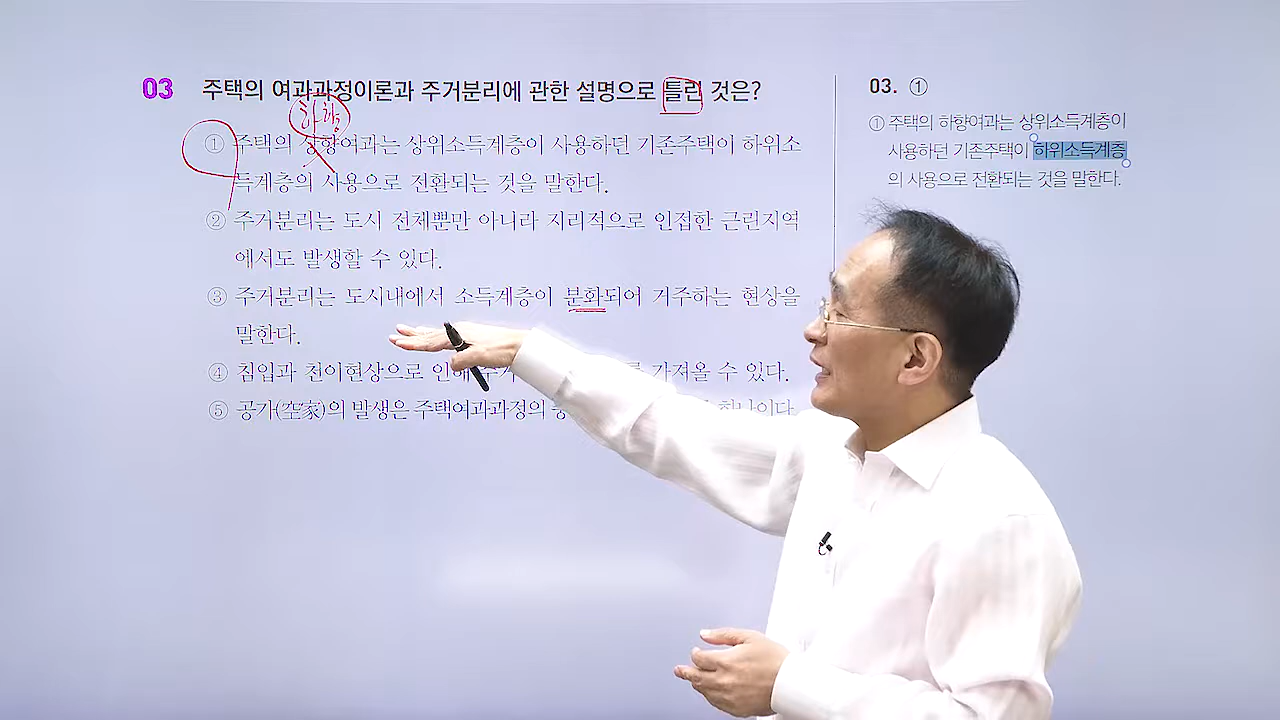 03 주택의 여과과정이론과 주거분리에 관한 설명으로 틀린 것은?
하향
① 주택의 상향여과는 상위소득계층이 사용하던 기존주택이 하위소
득계층의 사용으로 전환되는 것을 말한다.
② 주거분리는 도시 전체뿐만 아니라 지리적으로 인접한 근린지역
에서도 발생할 수 있다.
③ 주거분리는 도시내에서 소득계층이 분화되어 거주하는 현상을
말한다.
④ 침입과 천이현상으로 인해 가져올 수 있다.
⑤ 공가(空家)의 발생은 주택여과과정의 하나이다.
03. ①
① 주택의 하향여과는 상위소득계층이
사용하던 기존주택이 하위소득계층
의 사용으로 전환되는 것을 말한다.